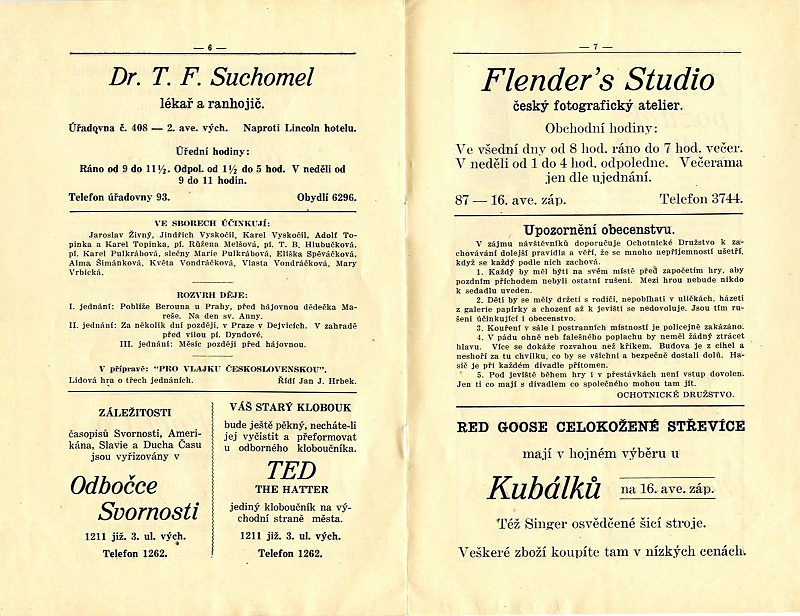 — 6 —
Dr. T. F. Suchomel
lékař a ranhojič.
Úřadovna č. 408 — 2. ave. vých. Naproti Lincoln hotelu.
Úřední hodiny:
Ráno od 9 do 11½. Odpol. od 1½ do 5 hod. V neděli od
9 do 11 hodin.
Telefon úřadovny 93. Obydlí 6296.
VE SBORECH ÚČINKUJÍ:
Jaroslav Živný, Jindřich Vyskočil, Karel Vyskočil, Adolf To-
pinka a Karel Topinka, pí. Růžena Melšová, pí. T. B. Hlubučková,
pí. Karel Pulkrábová, slečny Marie Pulkrábová, Eliška Spěváčková,
Alma Šimánková, Květa Vondráčková, Vlasta Vondráčková, Mary
Vrbická.
ROZVRH DĚJE:
I. jednání: Poblíže Berouna u Prahy, před hájovnou dědečka Ma-
reše. Na den sv. Anny.
II. jednání: Za několik dní později, v Praze v Dejvicích. V zahradě
před vilou pí. Dyndové.
III. jednání: Měsíc později před hájovnou.
V přípravě: "PRO VLAJKU ČESKOSLOVENSKOU".
Lidová hra o třech jednáních. Řídí Jan J. Hrbek.
ZÁLEŽITOSTI
časopisů Svornosti, Ameri-
kána, Slavie a Ducha Času
jsou vyřizovány v
Odbočce
Svornosti
1211 již. 3. ul. vých.
Telefon 1262.
VÁŠ STARÝ KLOBOUK
bude ještě pěkný, necháte-li
jej vyčistit a přeformovat
u odborného kloboučníka.
TED
THE HATTER
jediný kloboučník na vý-
chodní straně města.
1211 již. 3. ul. vých.
Telefon 1262.
— 7 —
Flender's Studio
český fotografický atelier.
Obchodní hodiny:
Ve všední dny od 8 hod. ráno do 7 hod. večer.
V neděli od 1 do 4 hod. odpoledne. Večerama
jen dle ujednání.
87 — 16. ave. záp. Telefon 3744.
Upozornění obecenstvu.
V zájmu návštěvníků doporučuje Ochotnické Družstvo k za-
chovávání dolejší pravidla a věří, že se mnoho nepříjemností ušetří,
když se každý podle nich zachová.
1. Každý by měl býti na svém místě před započetím hry, aby
pozdním příchodem nebyli ostatní rušeni. Mezi hrou nebude nikdo
k sedadlu uveden.
2. Děti by se měly držeti s rodiči, nepobíhati v uličkách, házeti
z galerie papírky a chození až k jevišti se nedovoluje. Jsou tím ru-
šeni účinkující i obecenstvo.
3. Kouření v sále i postranních místností je policejně zakázáno.
4. V pádu ohně neb falešného poplachu by neměl žádný ztrácet
hlavu. Více se dokáže rozvahou než křikem. Budova je z cihel a
neshoří za tu chvilku, co by se všichni a bezpečně dostali dolů. Ha-
sič je při každém divadle přítomen.
5. Pod jeviště během hry i v přestávkách není vstup dovolen.
Jen ti co mají s divadlem co společného mohou tam jít.
OCHOTNICKÉ DRUŽSTVO.
RED GOOSE CELOKOŽENÉ STŘEVÍCE
mají v hojném výběru u
Kubálků na 16. ave. záp.
Též Singer osvědčené šicí stroje.
Veškeré zboží koupíte tam v nízkých cenách.